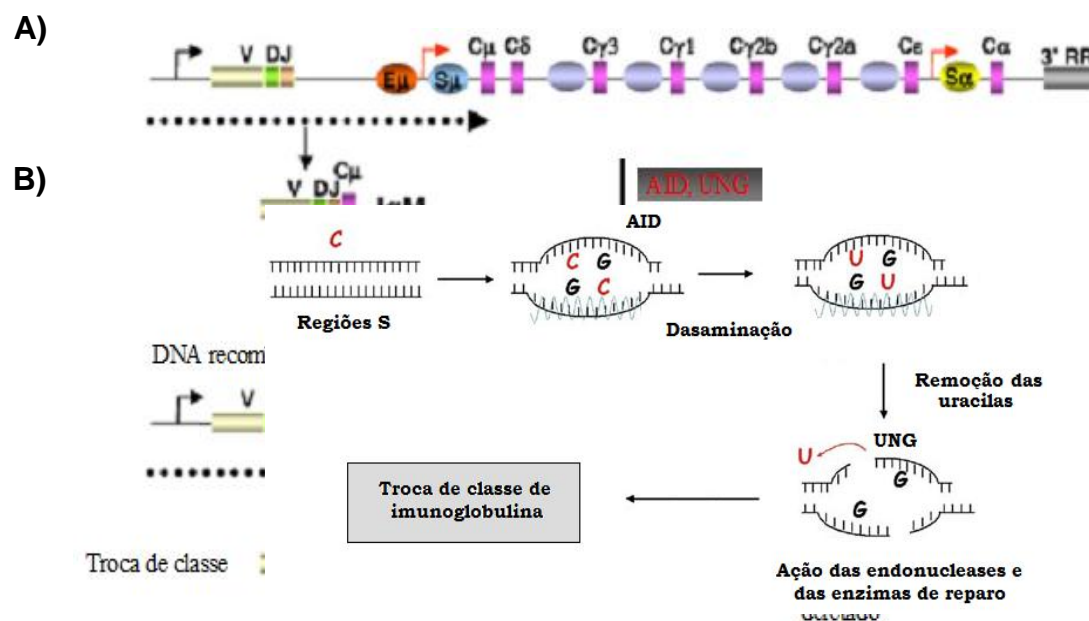 A)
V DJ Eμ Sμ Cμ Cδ Cγ3 Cγ1 Cγ2b Cγ2a Cε Sα Cα 3' RR
B)
V DJ Cμ
AID, UNG
AID
C
C G
G C
U G
G U
Regiões S
Dasaminação
DNA recom
V
Remoção das
uracilas
UNG
U
G
G
Troca de classe de
imunoglobulina
Troca de classe
Ação das endonucleases e
das enzimas de reparo